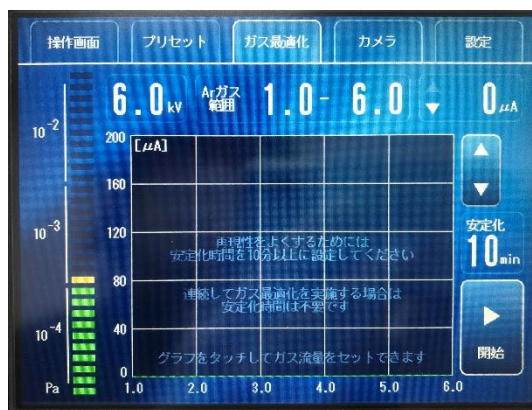 操作画面
プリセット
ガス最適化
カメラ
設定
6.0 kV
Arガス
範囲
1.0 - 6.0
0 μA
10⁻²
10⁻³
10⁻⁴
Pa
[μA]
200
160
120
80
40
0
再現性をよくするためには
安定化時間を10分以上に設定してください
連続してガス最適化を実施する場合は
安定化時間は不要です
グラフをタッチしてガス流量をセットできます
1.0 2.0 3.0 4.0 5.0 6.0
安定化
10 min
開始